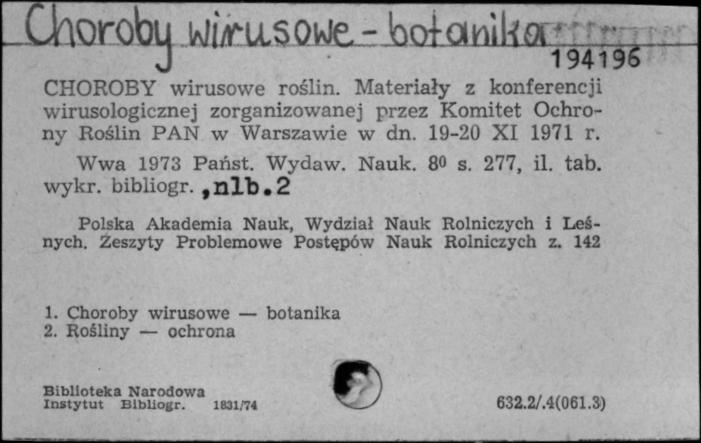 Choroby wirusowe - botanika
194196
CHOROBY wirusowe roślin. Materiały z konferencji
wirusologicznej zorganizowanej przez Komitet Ochro-
ny Roślin PAN w Warszawie w dn. 19-20 XI 1971 r.
Wwa 1973 Państ. Wydaw. Nauk. 8⁰ s. 277, il. tab.
wykr. bibliogr. ,nlb.2
Polska Akademia Nauk, Wydział Nauk Rolniczych i Leś-
nych. Zeszyty Problemowe Postępów Nauk Rolniczych z. 142
1. Choroby wirusowe — botanika
2. Rośliny — ochrona
Biblioteka Narodowa
Instytut Bibliogr. 1831/74
632.2/.4(061.3)